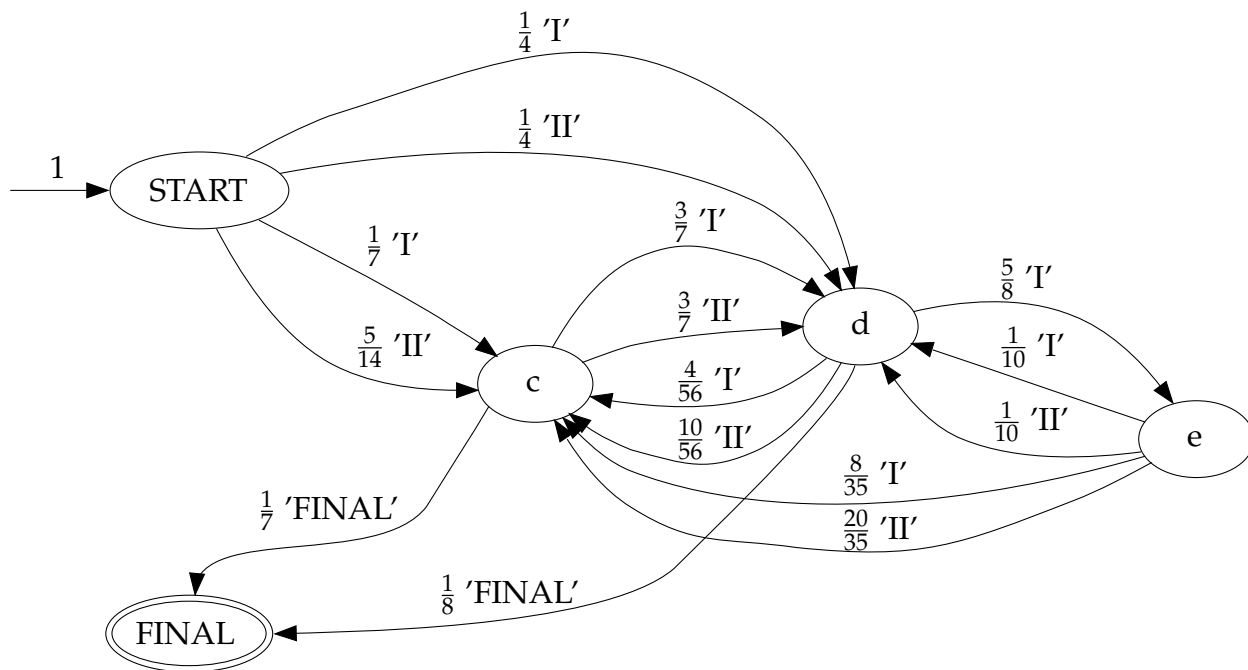 1/4 'I'
1/4 'II'
1
START
3/7 'I'
1/7 'I'
5/8 'I'
3/7 'II'
d
5/14 'II'
1/10 'I'
c
4/56 'I'
1/10 'II'
e
10/56 'II'
8/35 'I'
1/7 'FINAL'
20/35 'II'
1/8 'FINAL'
FINAL